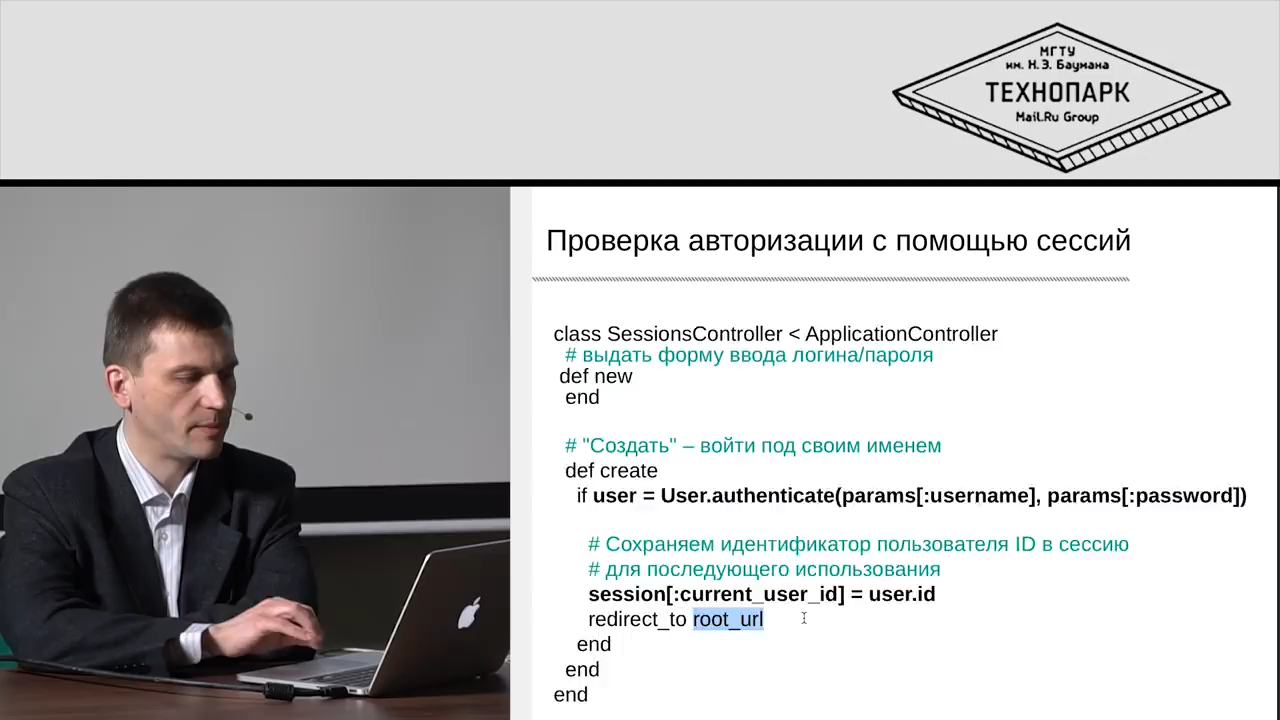 МГТУ
им. Н.Э. Баумана
ТЕХНОПАРК
Mail.Ru Group
Проверка авторизации с помощью сессий
class SessionsController < ApplicationController
# выдать форму ввода логина/пароля
def new
end
# "Создать" – войти под своим именем
def create
if user = User.authenticate(params[:username], params[:password])
# Сохраняем идентификатор пользователя ID в сессию
# для последующего использования
session[:current_user_id] = user.id
redirect_to root_url
end
end
end